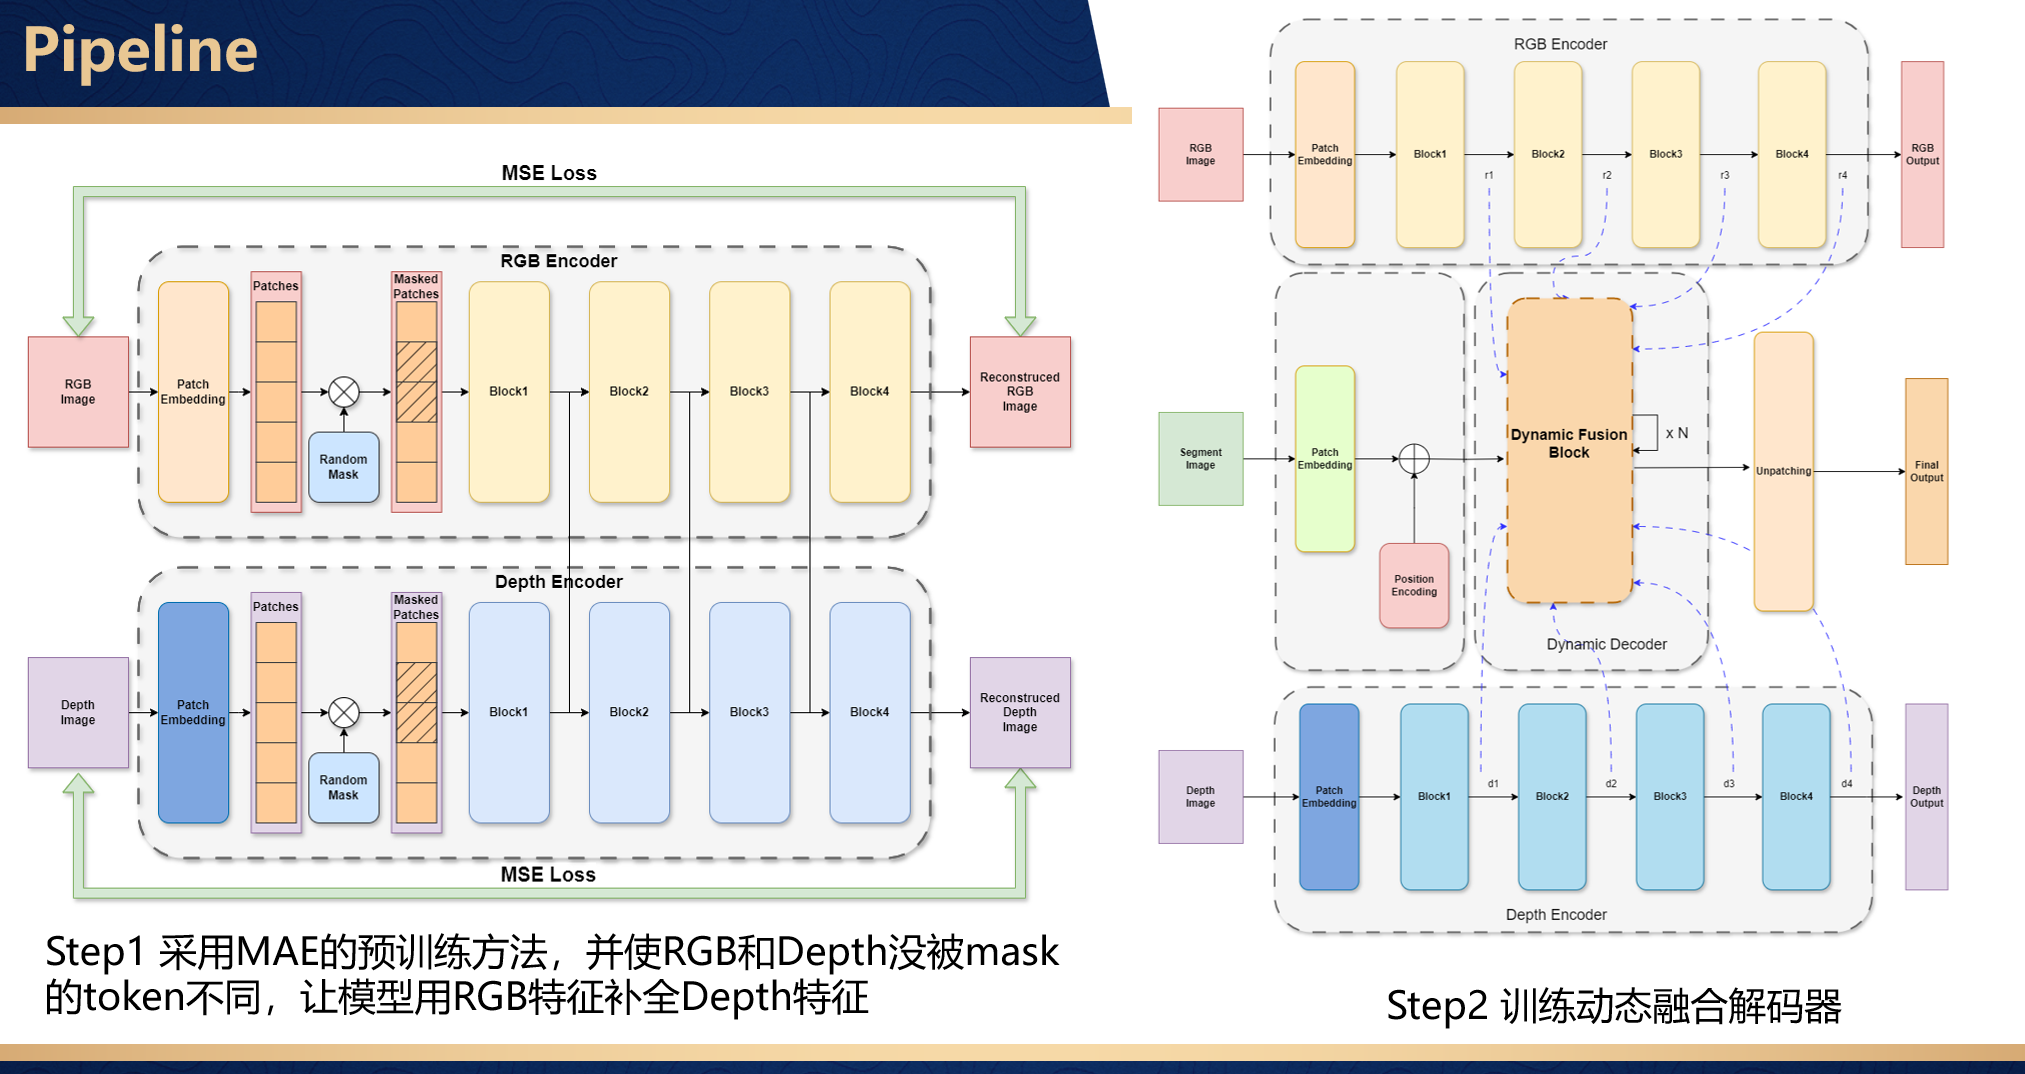 Pipeline
MSE Loss
RGB Encoder
RGB
Image
Patch
Embedding
Patches
Random
Mask
Masked
Patches
Block1
Block2
Block3
Block4
Reconstruced
RGB
Image
Depth Encoder
Depth
Image
Patch
Embedding
Patches
Random
Mask
Masked
Patches
Block1
Block2
Block3
Block4
Reconstruced
Depth
Image
MSE Loss
Step1 采用MAE的预训练方法，并使RGB和Depth没被mask
的token不同，让模型用RGB特征补全Depth特征
RGB Encoder
RGB
Image
Patch
Embedding
Block1
r1
Block2
r2
Block3
r3
Block4
r4
RGB
Output
Segment
Image
Patch
Embedding
Position
Encoding
Dynamic Fusion
Block
x N
Dynamic Decoder
Unpatching
Final
Output
Depth
Image
Patch
Embedding
Block1
d1
Block2
d2
Block3
d3
Block4
d4
Depth
Output
Depth Encoder
Step2 训练动态融合解码器